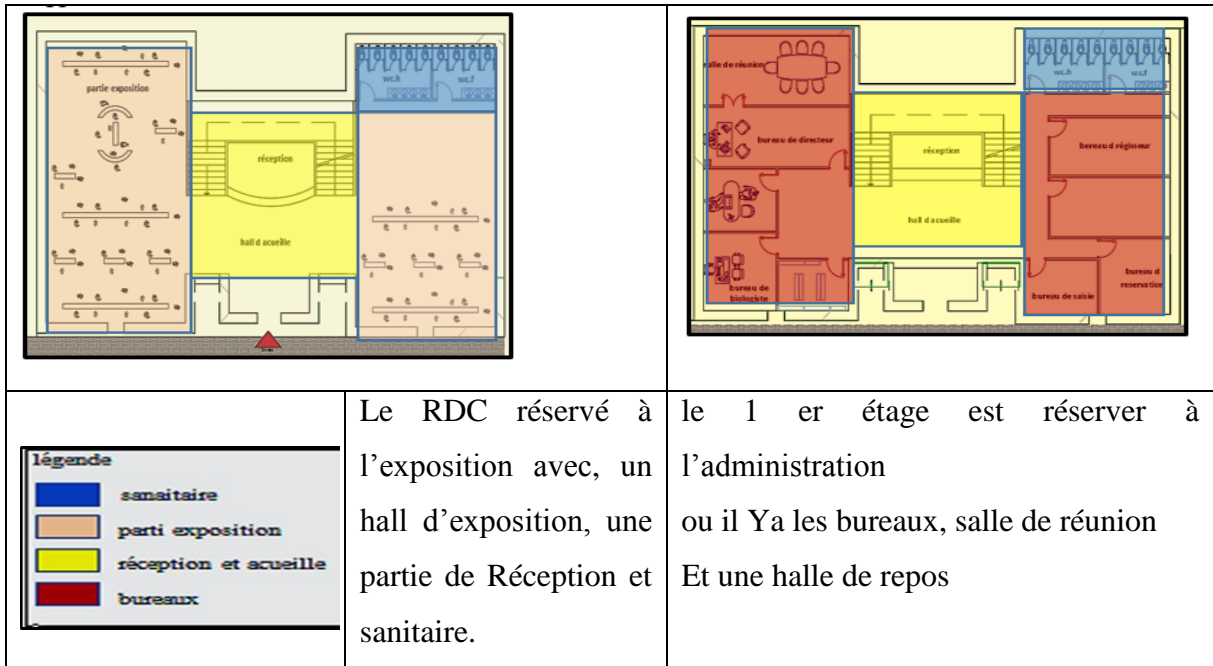 partie exposition
wc.h
wc.f
réception
hall d acueille
salle de réunion
wc.h
wc.f
bureau de directeur
réception
bereau d régisseur
hall d acueille
bureau de
biologiste
bureau d
reservation
bureau de saisie
légende
sanaitaire
parti exposition
réception et acueille
bureaux
Le RDC réservé à
l’exposition avec, un
hall d’exposition, une
partie de Réception et
sanitaire.
le 1 er étage est réserver à
l’administration
ou il Ya les bureaux, salle de réunion
Et une halle de repos